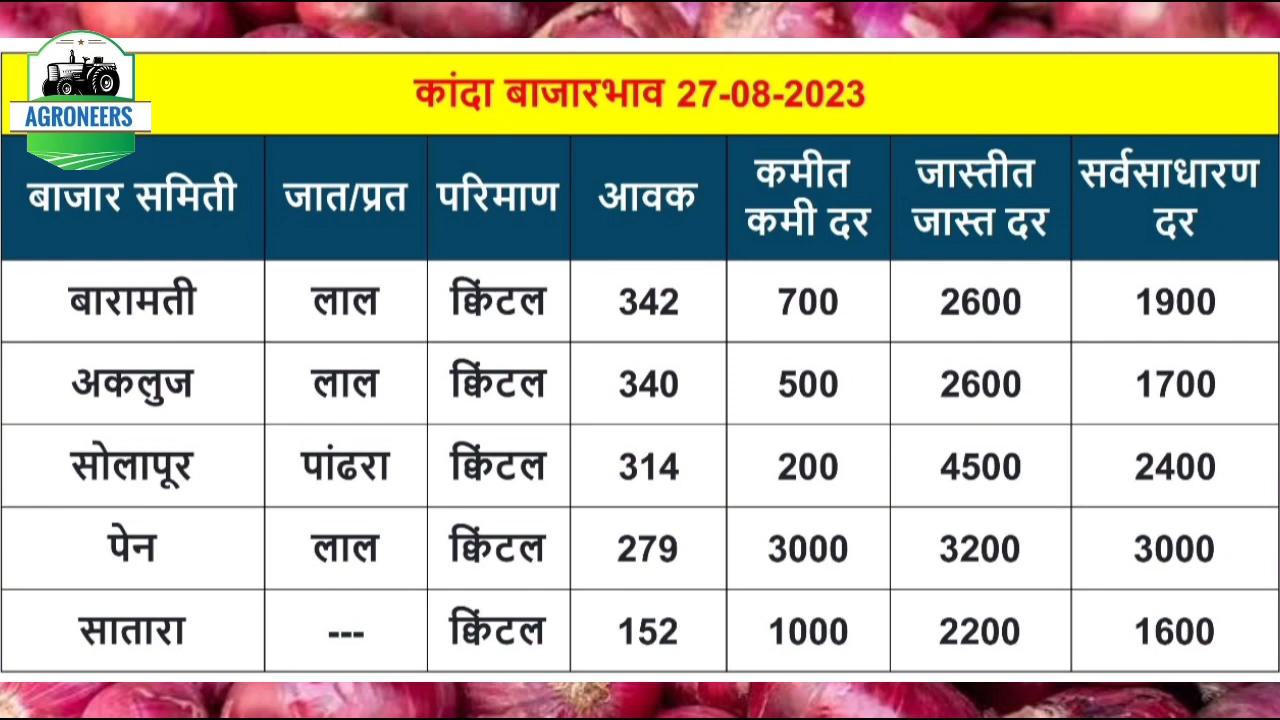 AGRONEERS
कांदा बाजारभाव 27-08-2023
बाजार समिती जात/प्रत परिमाण आवक कमीत कमी दर जास्तीत जास्त दर सर्वसाधारण दर
बारामती लाल क्विंटल 342 700 2600 1900
अकलुज लाल क्विंटल 340 500 2600 1700
सोलापूर पांढरा क्विंटल 314 200 4500 2400
पेन लाल क्विंटल 279 3000 3200 3000
सातारा --- क्विंटल 152 1000 2200 1600